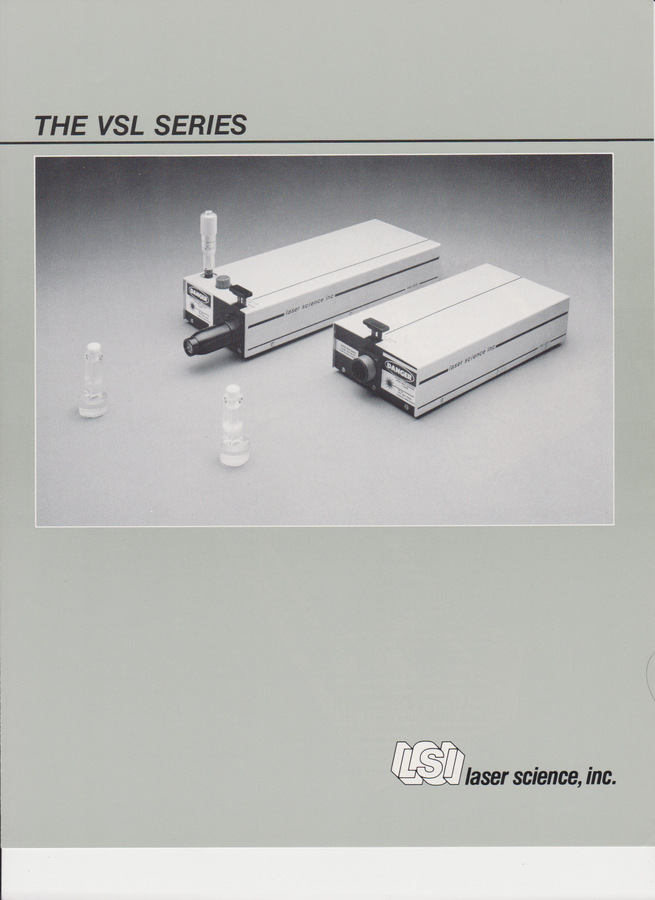 THE VSL SERIES
DANGER
laser science inc
DANGER
laser science inc
LSI laser science, inc.